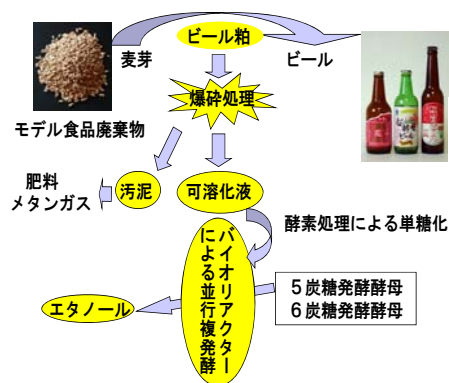 ビール粕
麦芽
ビール
爆砕処理
モデル食品廃棄物
肥料
メタンガス
汚泥
可溶化液
酵素処理による単糖化
バイオリアクター
による並行複発酵
5炭糖発酵酵母
6炭糖発酵酵母
エタノール